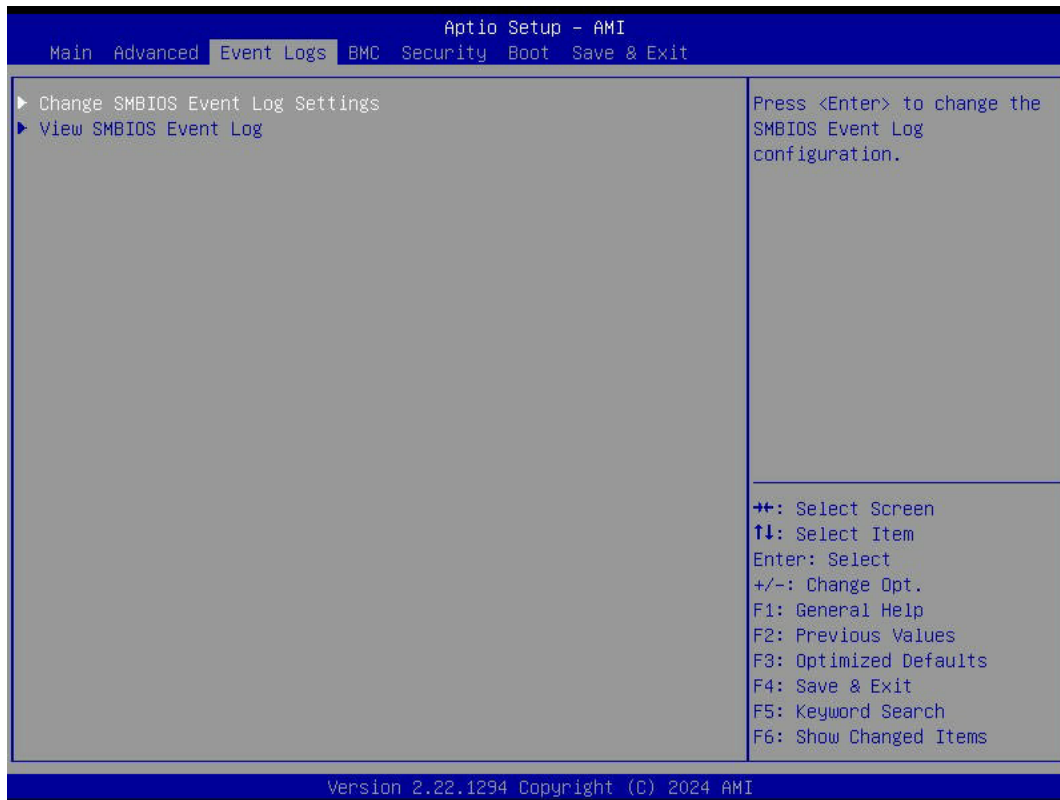 Aptio Setup – AMI
Main Advanced Event Logs BMC Security Boot Save & Exit
▶ Change SMBIOS Event Log Settings
▶ View SMBIOS Event Log
Press <Enter> to change the
SMBIOS Event Log
configuration.
→←: Select Screen
↑↓: Select Item
Enter: Select
+/-: Change Opt.
F1: General Help
F2: Previous Values
F3: Optimized Defaults
F4: Save & Exit
F5: Keyword Search
F6: Show Changed Items
Version 2.22.1294 Copyright (C) 2024 AMI